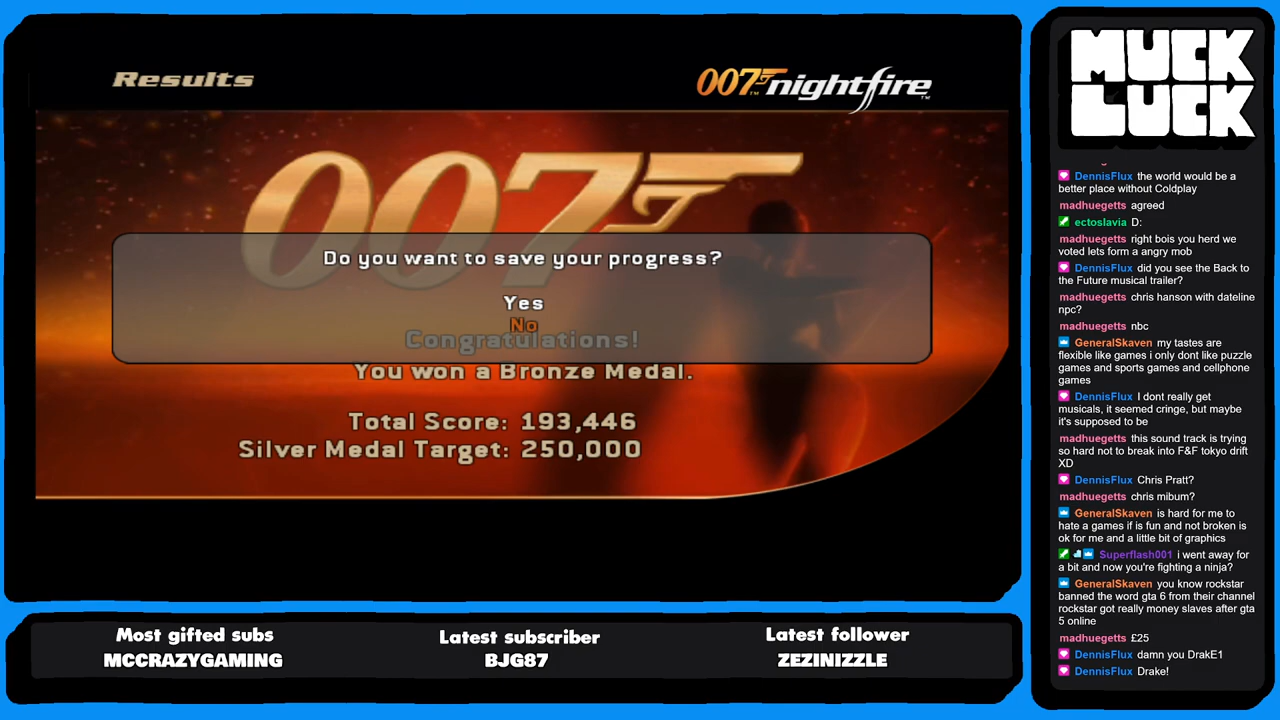 Results
007 nightfire
007
Do you want to save your progress?
Yes
No
Congratulations!
You won a Bronze Medal.
Total Score: 193,446
Silver Medal Target: 250,000
Most gifted subs
MCCRAZYGAMING
Latest subscriber
BJG87
Latest follower
ZEZINIZZLE
MUCK
LUCK
DennisFlux the world would be a
better place without Coldplay
madhuegetts agreed
ectoslavia D:
madhuegetts right bois you herd we
voted lets form a angry mob
DennisFlux did you see the Back to
the Future musical trailer?
madhuegetts chris hanson with dateline
npc?
madhuegetts nbc
GeneralSkaven my tastes are
flexible like games i only dont like puzzle
games and sports games and cellphone
games
DennisFlux I dont really get
musicals, it seemed cringe, but maybe
it's supposed to be
madhuegetts this sound track is trying
so hard not to break into F&F tokyo drift
XD
DennisFlux Chris Pratt?
madhuegetts chris mibum?
GeneralSkaven is hard for me to
hate a games if is fun and not broken is
ok for me and a little bit of graphics
Superflash001 i went away for
a bit and now you're fighting a ninja?
GeneralSkaven you know rockstar
banned the word gta 6 from their channel
rockstar got really money slaves after gta
5 online
madhuegetts £25
DennisFlux damn you DrakE1
DennisFlux Drake!